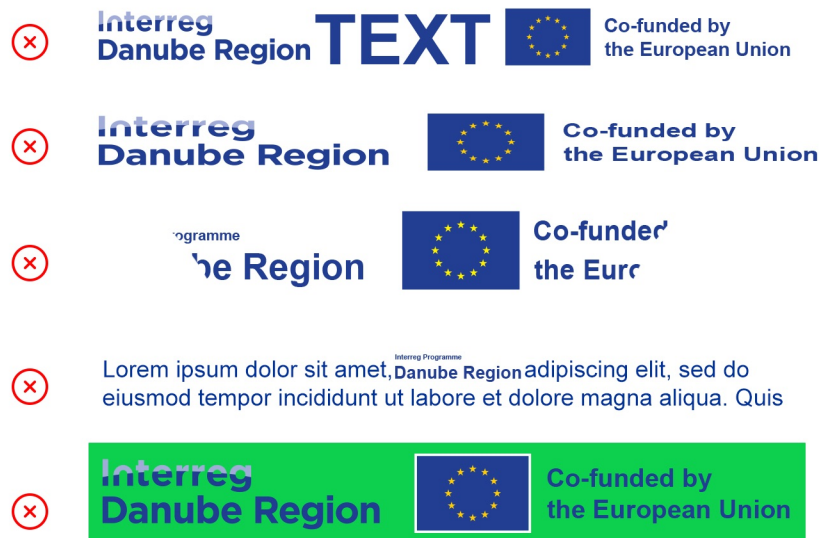 Interreg
Danube Region TEXT Co-funded by
the European Union
Interreg
Danube Region
Co-funded by
the European Union
ogramme
be Region
Co-funded
the Eur
Lorem ipsum dolor sit amet, Interreg Programme Danube Region adipiscing elit, sed do
eiusmod tempor incididunt ut labore et dolore magna aliqua. Quis
Interreg
Danube Region
Co-funded by
the European Union